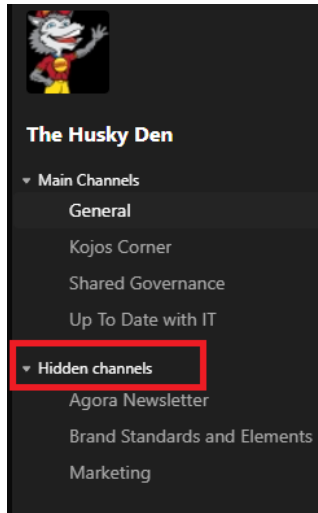 The Husky Den
Main Channels
General
Kojos Corner
Shared Governance
Up To Date with IT
Hidden channels
Agora Newsletter
Brand Standards and Elements
Marketing